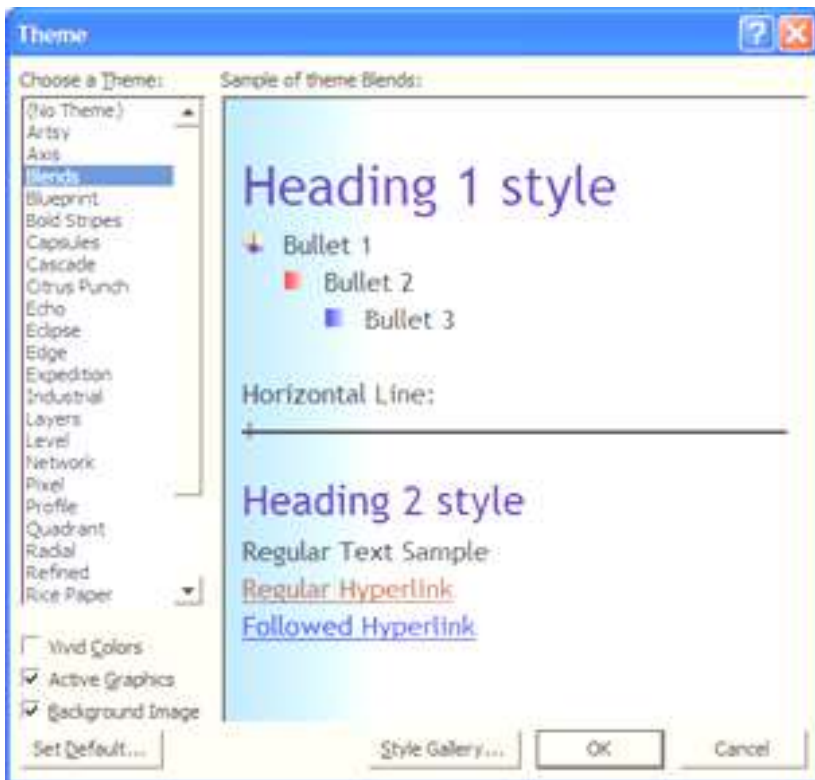 Theme
Choose a Theme:
(No Theme)
Artsy
Axis
Blends
Blueprint
Bold Stripes
Capsules
Cascade
Citrus Punch
Echo
Eclipse
Edge
Expedition
Industrial
Layers
Level
Network
Pixel
Profile
Quadrant
Radial
Refined
Rice Paper
Vivid Colors
Active Graphics
Background Image
Sample of theme Blends:
Heading 1 style
Bullet 1
Bullet 2
Bullet 3
Horizontal Line:
Heading 2 style
Regular Text Sample
Regular Hyperlink
Followed Hyperlink
Set Default...
Style Gallery...
OK
Cancel